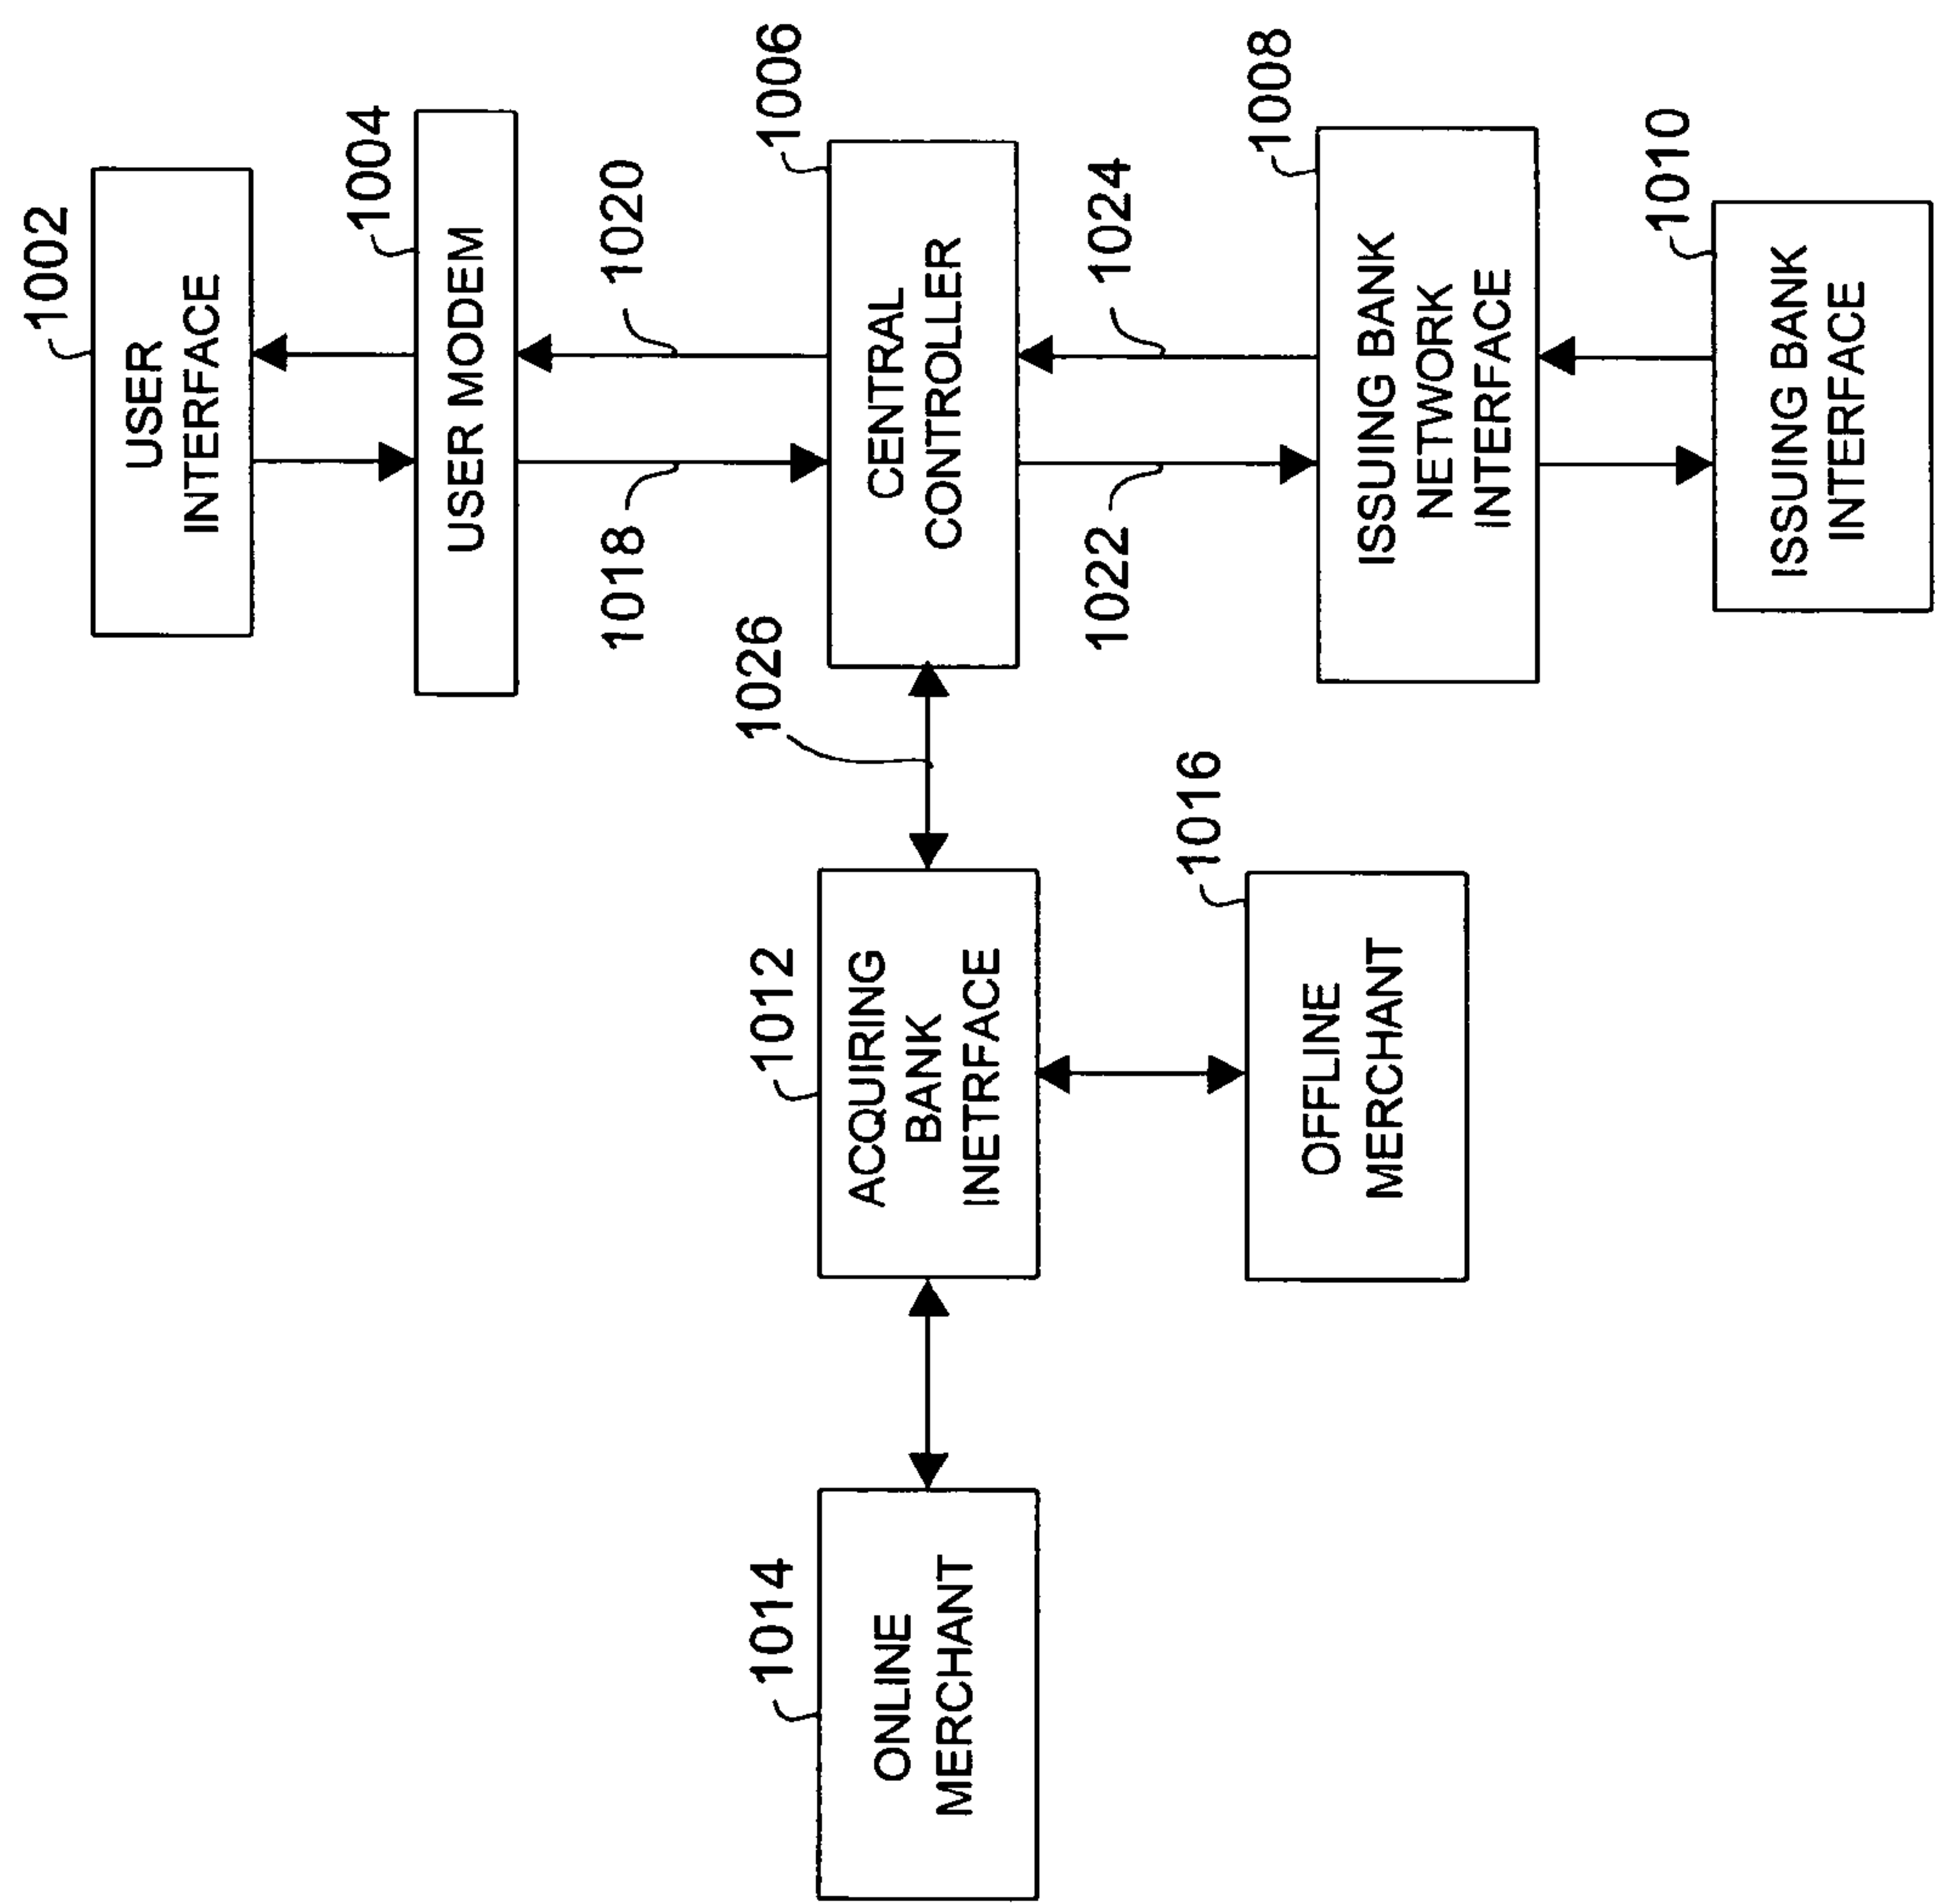 1002
USER
INTERFACE
1004
USER MODEM
1018
1020
1006
CENTRAL
CONTROLLER
1022
1024
1008
ISSUING BANK
NETWORK
INTERFACE
1010
ISSUING BANK
INTERFACE
1026
1012
ACQUIRING
BANK
INETRFACE
1016
OFFLINE
MERCHANT
1014
ONLINE
MERCHANT